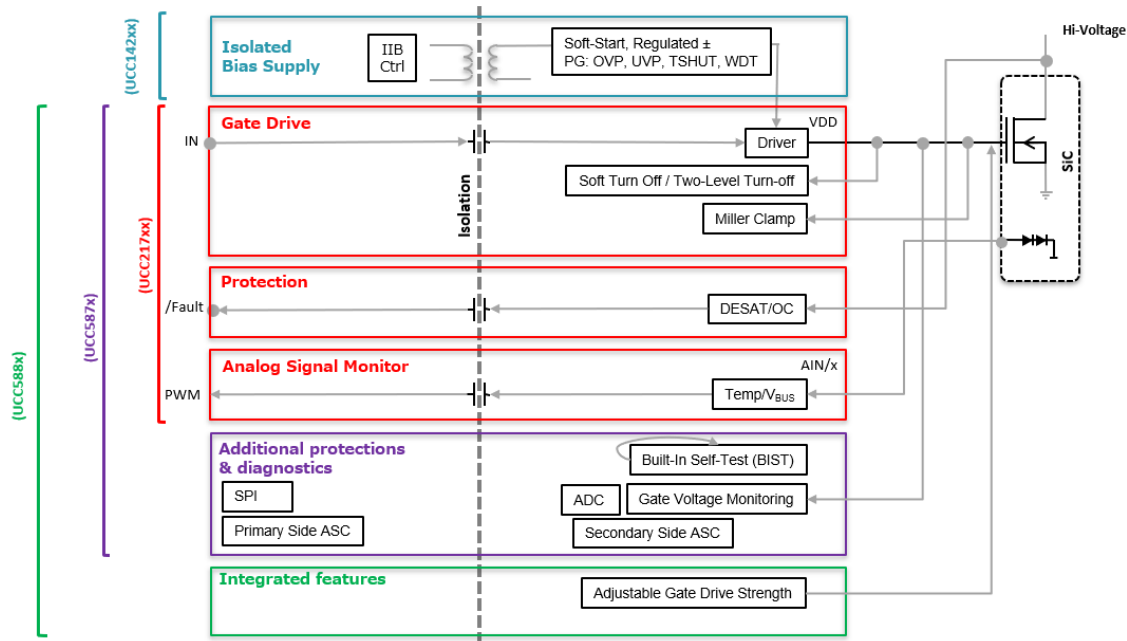 (UCC142xx)
Isolated
Bias Supply
IIB
Ctrl
Soft-Start, Regulated ±
PG: OVP, UVP, TSHUT, WDT
Hi-Voltage
(UCC588x)
(UCC587x)
(UCC217xx)
Gate Drive
VDD
IN
Driver
Soft Turn Off / Two-Level Turn-off
Miller Clamp
Isolation
SiC
Protection
/Fault
DESAT/OC
Analog Signal Monitor
AIN/x
PWM
Temp/VBUS
Additional protections
& diagnostics
Built-In Self-Test (BIST)
SPI
ADC
Gate Voltage Monitoring
Primary Side ASC
Secondary Side ASC
Integrated features
Adjustable Gate Drive Strength